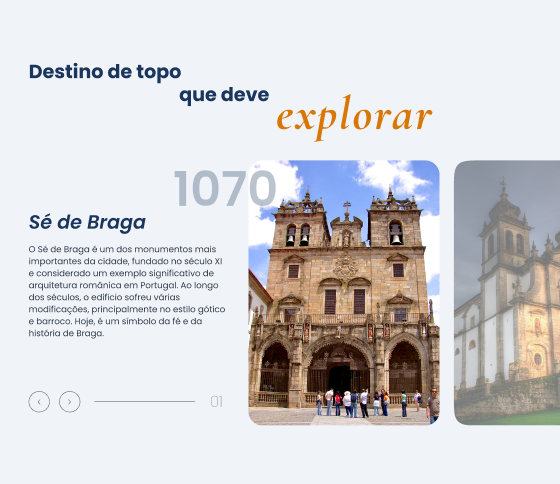 Destino de topo
que deve
explorar
1070
Sé de Braga
O Sé de Braga é um dos monumentos mais
importantes da cidade, fundado no século XI
e considerado um exemplo significativo de
arquitetura românica em Portugal. Ao longo
dos séculos, o edifício sofreu várias
modificações, principalmente no estilo gótico
e barroco. Hoje, é um símbolo da fé e da
história de Braga.
01